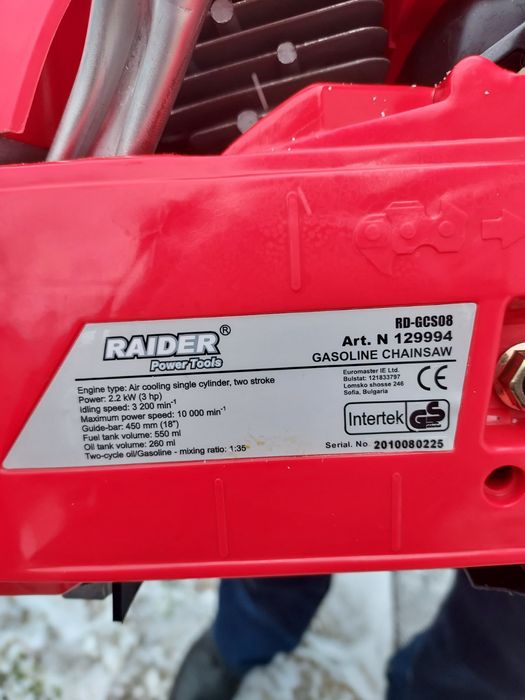 RAIDER®
Power Tools
RD-GCS08
Art. N 129994
GASOLINE CHAINSAW
Engine type: Air cooling single cylinder, two stroke
Power: 2.2 kW (3 hp)
Idling speed: 3 200 min⁻¹
Maximum power speed: 10 000 min⁻¹
Guide-bar: 450 mm (18")
Fuel tank volume: 550 ml
Oil tank volume: 260 ml
Two-cycle oil/Gasoline - mixing ratio: 1:35
Euromaster IE Ltd.
Bulstat: 121833797
Lomsko shosse 246
Sofia, Bulgaria
CE
Intertek GS
Serial. No 2010080225